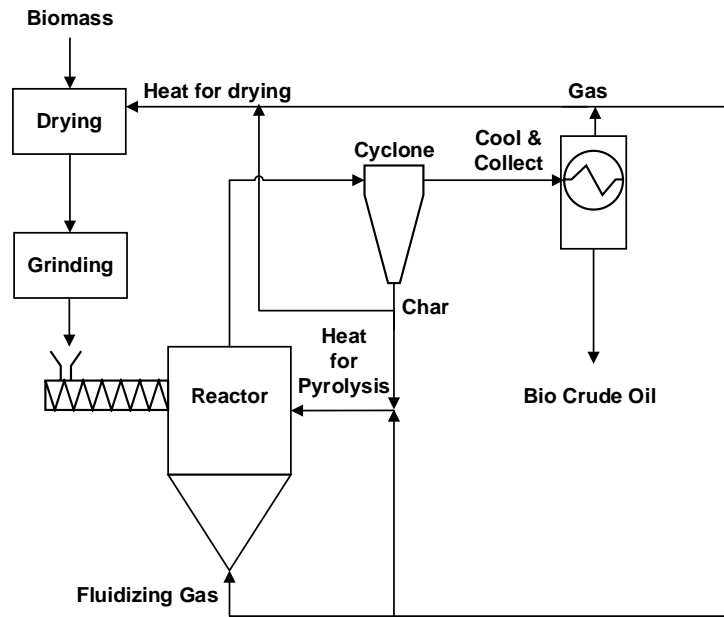 Biomass
Heat for drying
Gas
Drying
Cool &
Collect
Cyclone
Grinding
Char
Heat
for
Pyrolysis
Reactor
Bio Crude Oil
Fluidizing Gas